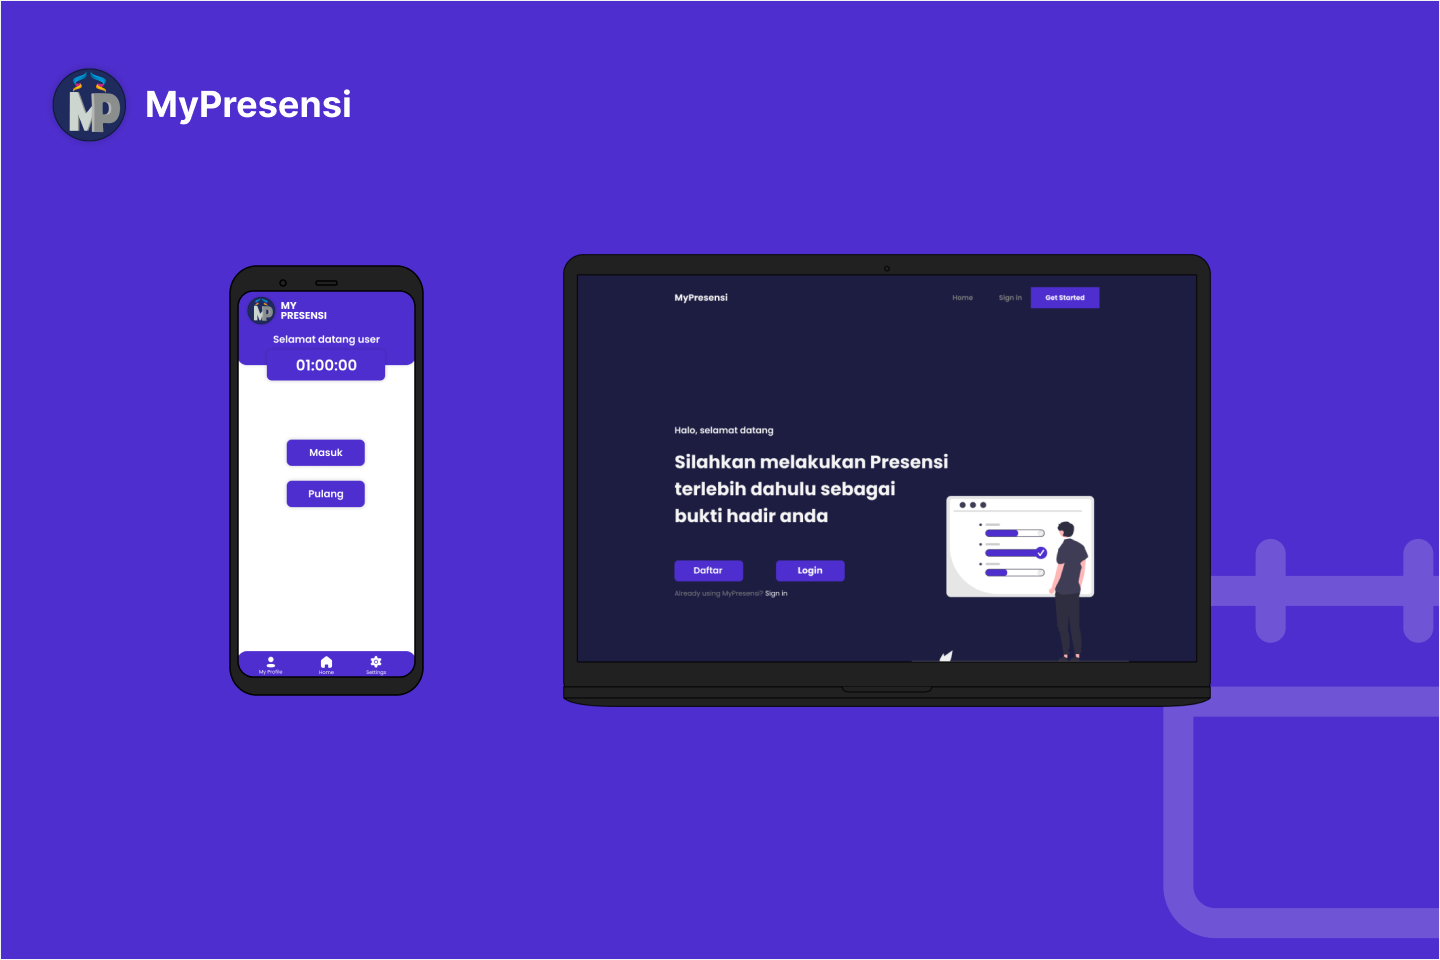 MP
MyPresensi
MP
MY
PRESENSI
Selamat datang user
01:00:00
Masuk
Pulang
My Profile
Home
Settings
MyPresensi
Home
Sign in
Get Started
Halo, selamat datang
Silahkan melakukan Presensi
terlebih dahulu sebagai
bukti hadir anda
Daftar
Login
Already using MyPresensi? Sign in